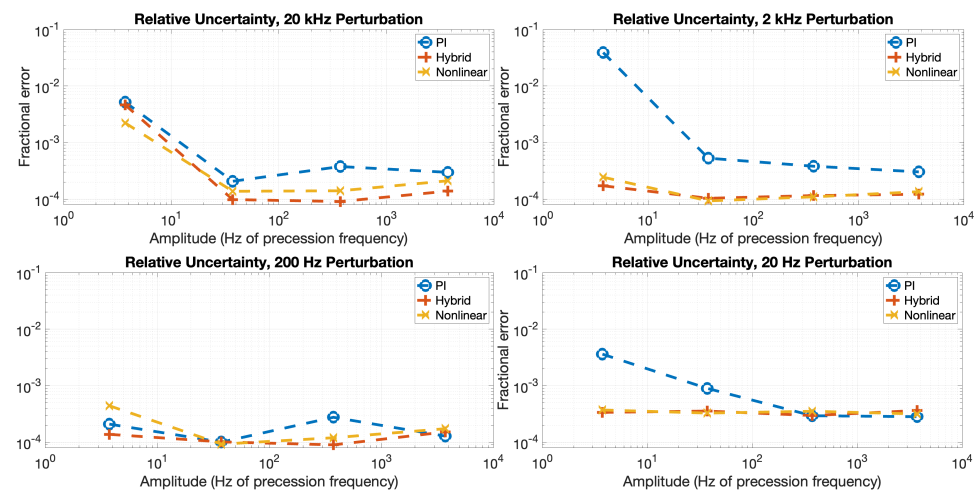 Relative Uncertainty, 20 kHz Perturbation
10^-1
10^-2
10^-3
10^-4
Fractional error
PI
Hybrid
Nonlinear
10^0
10^1
10^2
10^3
10^4
Amplitude (Hz of precession frequency)
Relative Uncertainty, 2 kHz Perturbation
10^-1
10^-2
10^-3
10^-4
Fractional error
PI
Hybrid
Nonlinear
10^0
10^1
10^2
10^3
10^4
Amplitude (Hz of precession frequency)
Relative Uncertainty, 200 Hz Perturbation
10^-1
10^-2
10^-3
10^-4
PI
Hybrid
Nonlinear
10^0
10^1
10^2
10^3
10^4
Amplitude (Hz of precession frequency)
Relative Uncertainty, 20 Hz Perturbation
10^-1
10^-2
10^-3
10^-4
Fractional error
PI
Hybrid
Nonlinear
10^0
10^1
10^2
10^3
10^4
Amplitude (Hz of precession frequency)